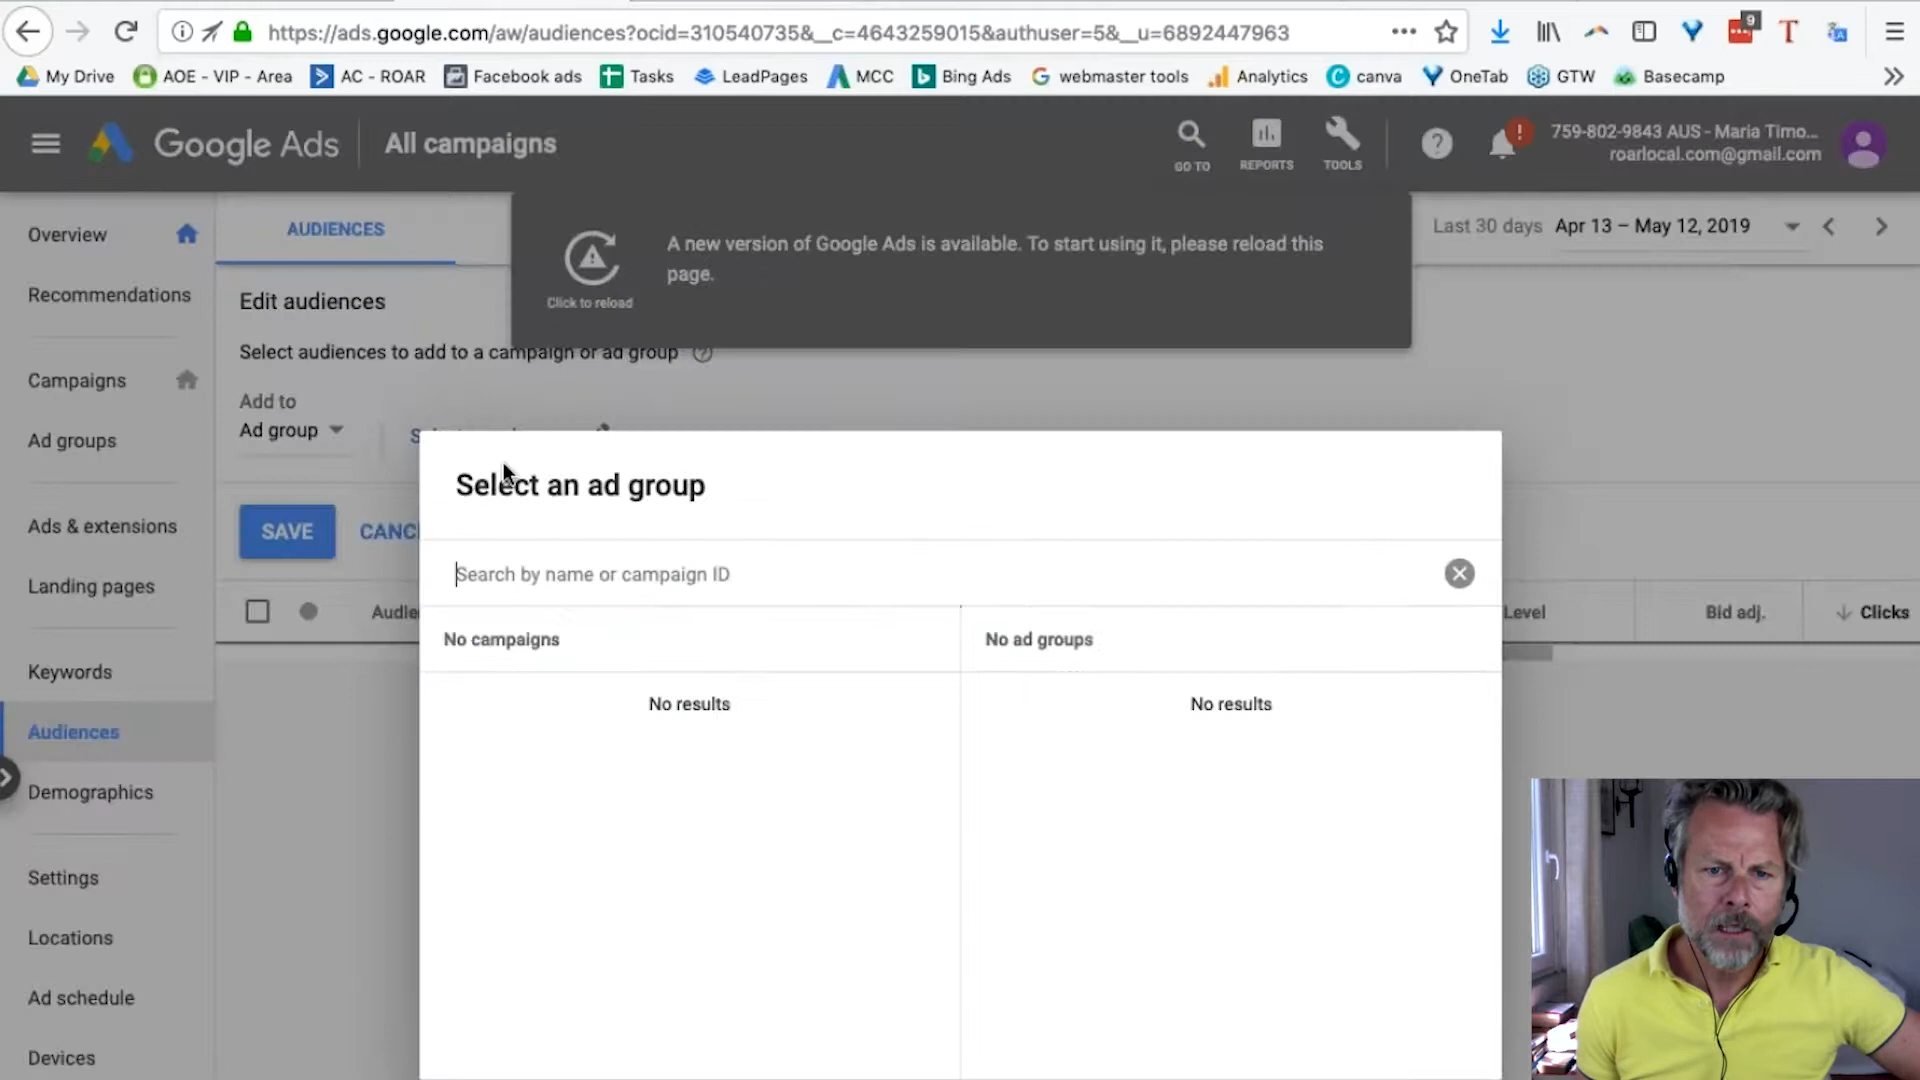 https://ads.google.com/aw/audiences?ocid=310540735&__c=4643259015&authuser=5&__u=6892447963
9
T
My Drive
AOE - VIP - Area
AC - ROAR
Facebook ads
Tasks
LeadPages
MCC
Bing Ads
webmaster tools
Analytics
canva
OneTab
GTW
Basecamp
Google Ads
All campaigns
GO TO
REPORTS
TOOLS
759-802-9843 AUS - Maria Timo...
roarlocal.com@gmail.com
Overview
Recommendations
Campaigns
Ad groups
Ads & extensions
Landing pages
Keywords
Audiences
Demographics
Settings
Locations
Ad schedule
Devices
AUDIENCES
A new version of Google Ads is available. To start using it, please reload this
page.
Click to reload
Last 30 days Apr 13 – May 12, 2019
Edit audiences
Select audiences to add to a campaign or ad group
Add to
Ad group
SAVE
CANC
Audie
Level
Bid adj.
Clicks
Select an ad group
Search by name or campaign ID
No campaigns
No ad groups
No results
No results